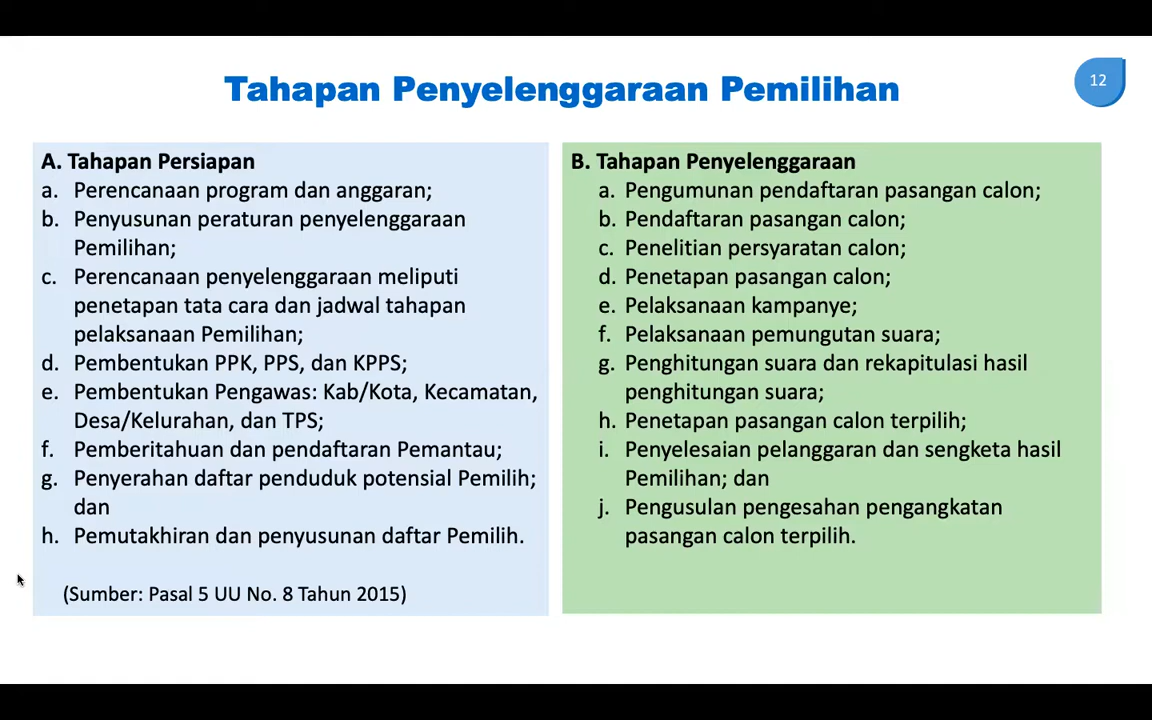 Tahapan Penyelenggaraan Pemilihan
12
A. Tahapan Persiapan
a. Perencanaan program dan anggaran;
b. Penyusunan peraturan penyelenggaraan
Pemilihan;
c. Perencanaan penyelenggaraan meliputi
penetapan tata cara dan jadwal tahapan
pelaksanaan Pemilihan;
d. Pembentukan PPK, PPS, dan KPPS;
e. Pembentukan Pengawas: Kab/Kota, Kecamatan,
Desa/Kelurahan, dan TPS;
f. Pemberitahuan dan pendaftaran Pemantau;
g. Penyerahan daftar penduduk potensial Pemilih;
dan
h. Pemutakhiran dan penyusunan daftar Pemilih.
(Sumber: Pasal 5 UU No. 8 Tahun 2015)
B. Tahapan Penyelenggaraan
a. Pengumunan pendaftaran pasangan calon;
b. Pendaftaran pasangan calon;
c. Penelitian persyaratan calon;
d. Penetapan pasangan calon;
e. Pelaksanaan kampanye;
f. Pelaksanaan pemungutan suara;
g. Penghitungan suara dan rekapitulasi hasil
penghitungan suara;
h. Penetapan pasangan calon terpilih;
i. Penyelesaian pelanggaran dan sengketa hasil
Pemilihan; dan
j. Pengusulan pengesahan pengangkatan
pasangan calon terpilih.